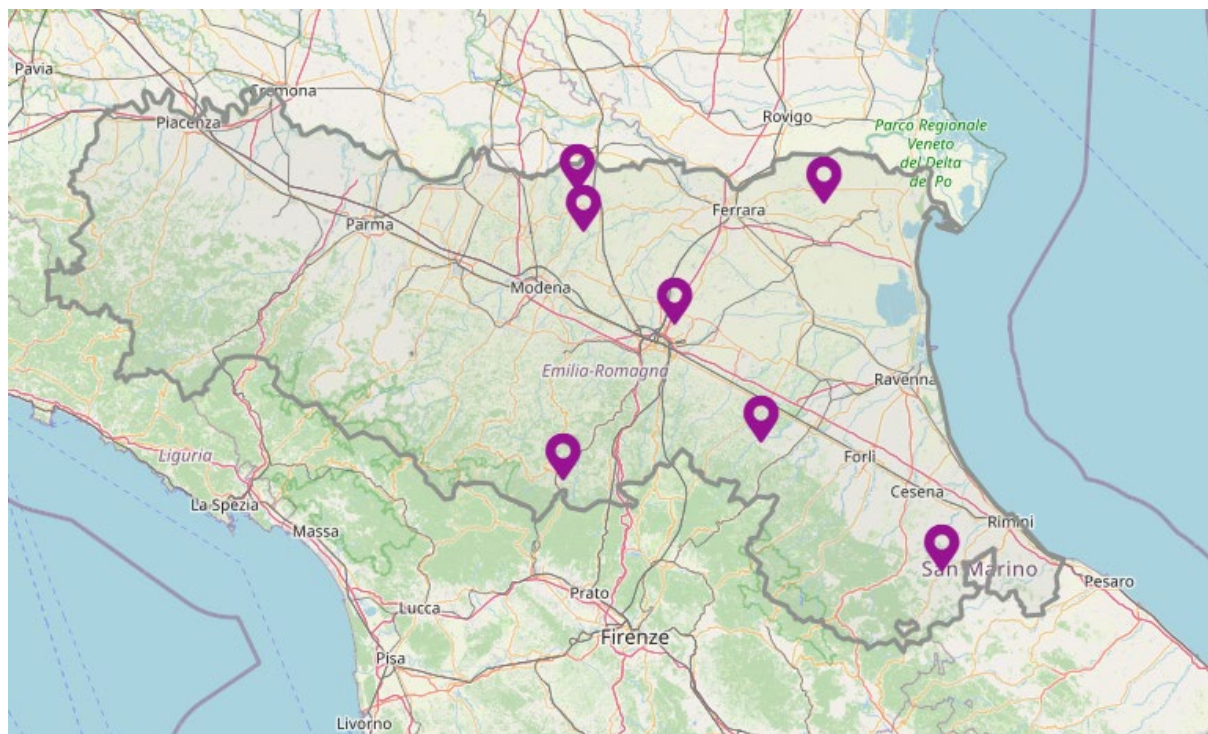 Pavia
Cremona
Piacenza
Rovigo
Parco Regionale
Veneto
del Delta
del Po
Parma
Ferrara
Modena
Emilia-Romagna
Ravenna
Liguria
Forlì
La Spezia
Cesena
Massa
Rimini
San Marino
Pesaro
Prato
Lucca
Firenze
Pisa
Livorno